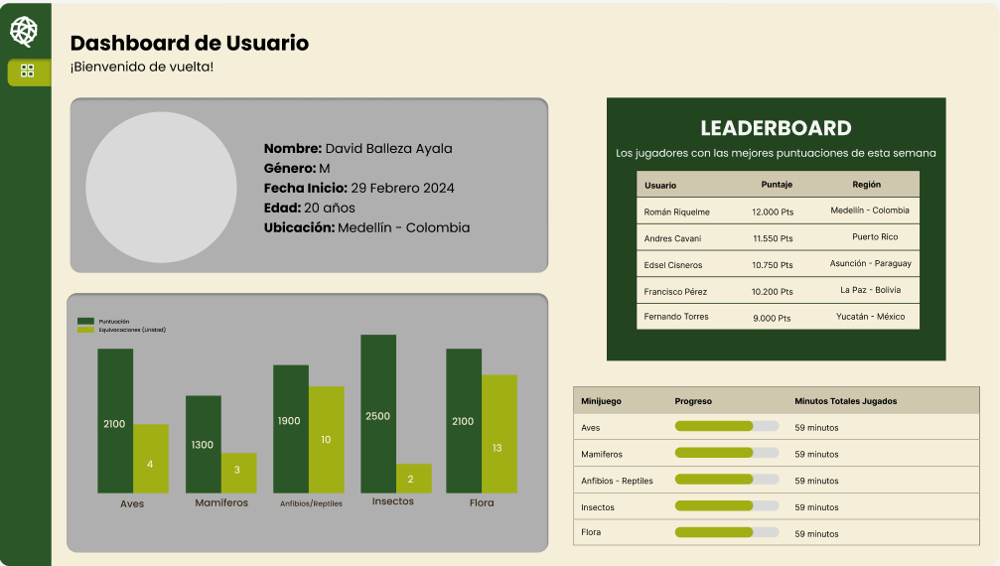 Dashboard de Usuario
¡Bienvenido de vuelta!
Nombre: David Balleza Ayala
Género: M
Fecha Inicio: 29 Febrero 2024
Edad: 20 años
Ubicación: Medellín - Colombia
LEADERBOARD
Los jugadores con las mejores puntuaciones de esta semana
Usuario Puntaje Región
Román Riquelme 12.000 Pts Medellín - Colombia
Andres Cavani 11.550 Pts Puerto Rico
Edsel Cisneros 10.750 Pts Asunción - Paraguay
Francisco Pérez 10.200 Pts La Paz - Bolivia
Fernando Torres 9.000 Pts Yucatán - México
Puntuación
Equivocaciones (Unidad)
2100 4 1300 3 1900 10 2500 2 2100 13
Aves Mamíferos Anfibios/Reptiles Insectos Flora
Minijuego Progreso Minutos Totales Jugados
Aves 59 minutos
Mamíferos 59 minutos
Anfibios - Reptiles 59 minutos
Insectos 59 minutos
Flora 59 minutos